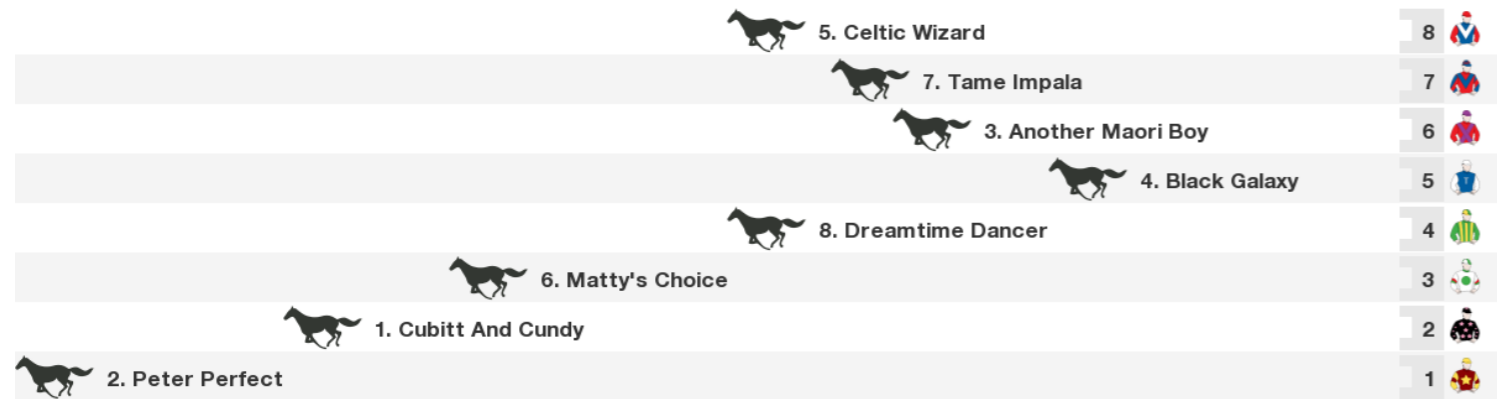 5. Celtic Wizard 8
7. Tame Impala 7
3. Another Maori Boy 6
4. Black Galaxy 5
8. Dreamtime Dancer 4
6. Matty's Choice 3
1. Cubitt And Cundy 2
2. Peter Perfect 1